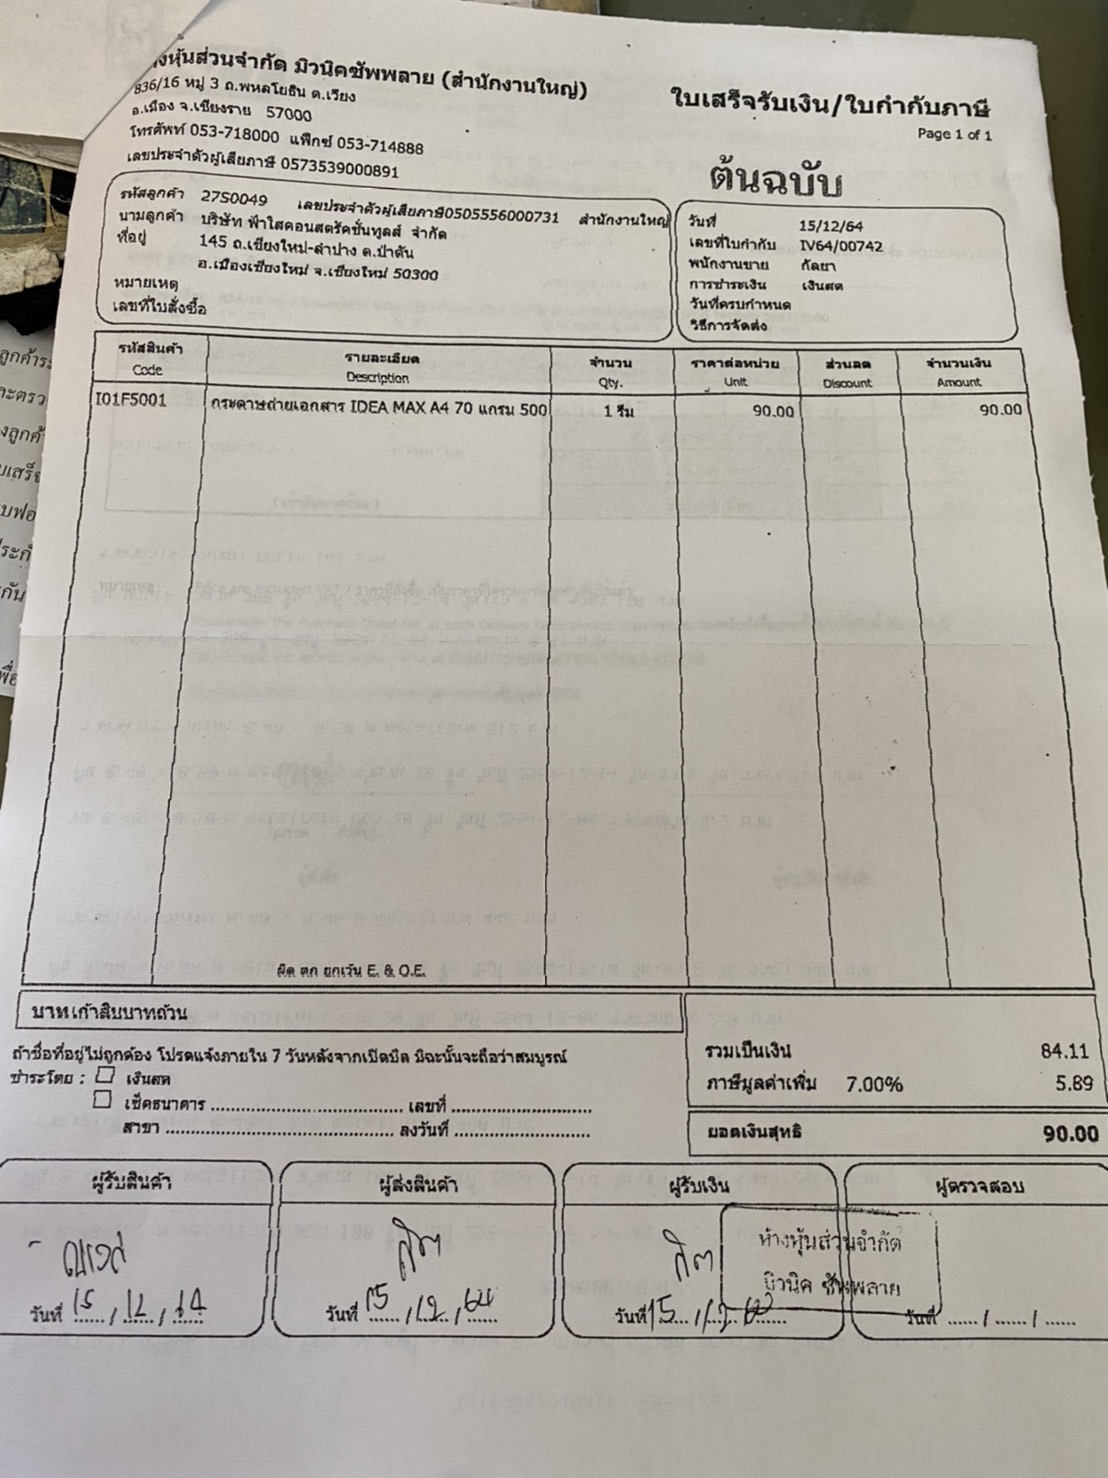 างหุ้นส่วนจำกัด มิวนิคซัพพลาย (สำนักงานใหญ่)
836/16 หมู่ 3 ถ.พหลโยธิน ต.เวียง
อ.เมือง จ.เชียงราย 57000
โทรศัพท์ 053-718000 แฟ๊กซ์ 053-714888
เลขประจำตัวผู้เสียภาษี 0573539000891
ใบเสร็จรับเงิน/ใบกำกับภาษี
Page 1 of 1
ต้นฉบับ
รหัสลูกค้า 27S0049 เลขประจำตัวผู้เสียภาษี0505556000731 สำนักงานใหญ่
นามลูกค้า บริษัท ฟ้าใสคอนสตรัคชั่นทูลส์ จำกัด
ที่อยู่ 145 ถ.เชียงใหม่-ลำปาง ต.ป่าตัน
อ.เมืองเชียงใหม่ จ.เชียงใหม่ 50300
หมายเหตุ
เลขที่ใบสั่งซื้อ
วันที่ 15/12/64
เลขที่ใบกำกับ IV64/00742
พนักงานขาย กัลยา
การชำระเงิน เงินสด
วันที่ครบกำหนด
วิธีการจัดส่ง
รหัสสินค้า รายละเอียด จำนวน ราคาต่อหน่วย ส่วนลด จำนวนเงิน
Code Description Qty. Unit Discount Amount
I01F5001 กระดาษถ่ายเอกสาร IDEA MAX A4 70 แกรม 500 1 รีม 90.00 90.00
ผิด ตก ยกเว้น E. & O.E.
บาท เก้าสิบบาทถ้วน
ถ้าชื่อที่อยู่ไม่ถูกต้อง โปรดแจ้งภายใน 7 วันหลังจากเปิดบิล มิฉะนั้นจะถือว่าสมบูรณ์
ชำระโดย : เงินสด
เช็คธนาคาร ........................................ เลขที่ ..............................
สาขา ................................................ ลงวันที่ .............................
รวมเป็นเงิน 84.11
ภาษีมูลค่าเพิ่ม 7.00% 5.89
ยอดเงินสุทธิ 90.00
ผู้รับสินค้า ผู้ส่งสินค้า ผู้รับเงิน ผู้ตรวจสอบ
ห้างหุ้นส่วนจำกัด
มิวนิค ซัพพลาย
วันที่ 15 / 12 / 64 วันที่ 15 / 12 / 64 วันที่ 15 / 12 / วันที่ ...... / ...... / ......